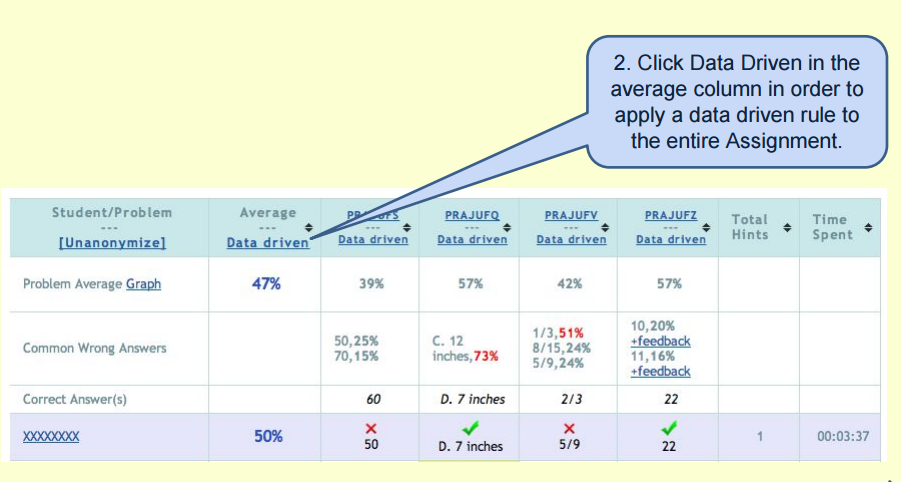 2. Click Data Driven in the
average column in order to
apply a data driven rule to
the entire Assignment.
Student/Problem
---
[Unanonymize]
Average
---
Data driven
PRAJUFS
---
Data driven
PRAJUFQ
---
Data driven
PRAJUFV
---
Data driven
PRAJUFZ
---
Data driven
Total
Hints
Time
Spent
Problem Average Graph 47% 39% 57% 42% 57%
Common Wrong Answers
50,25%
70,15%
C. 12
inches,73%
1/3,51%
8/15,24%
5/9,24%
10,20%
+feedback
11,16%
+feedback
Correct Answer(s) 60 D. 7 inches 2/3 22
XXXXXXXX 50% 50 D. 7 inches 5/9 22 1 00:03:37